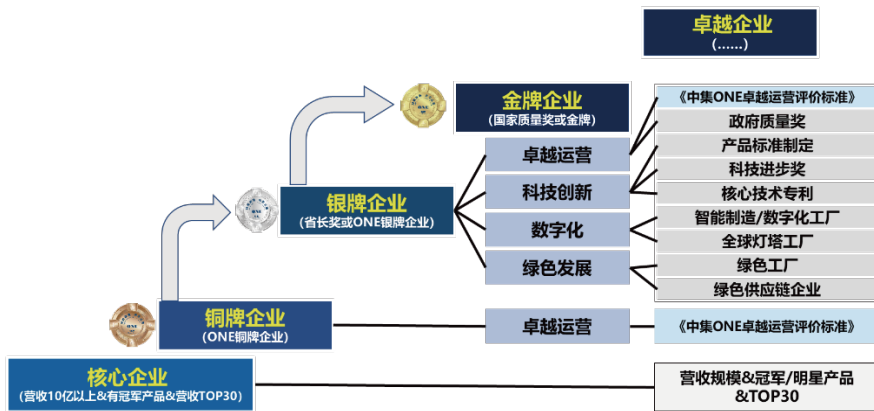 卓越企业
(……)
金牌企业
(国家质量奖或金牌)
《中集ONE卓越运营评价标准》
政府质量奖
卓越运营
产品标准制定
科技进步奖
银牌企业
(省长奖或ONE银牌企业)
科技创新
核心技术专利
数字化
智能制造/数字化工厂
全球灯塔工厂
绿色发展
绿色工厂
绿色供应链企业
铜牌企业
(ONE铜牌企业)
卓越运营
《中集ONE卓越运营评价标准》
核心企业
(营收10亿以上&有冠军产品&营收TOP30)
营收规模&冠军/明星产品
&TOP30